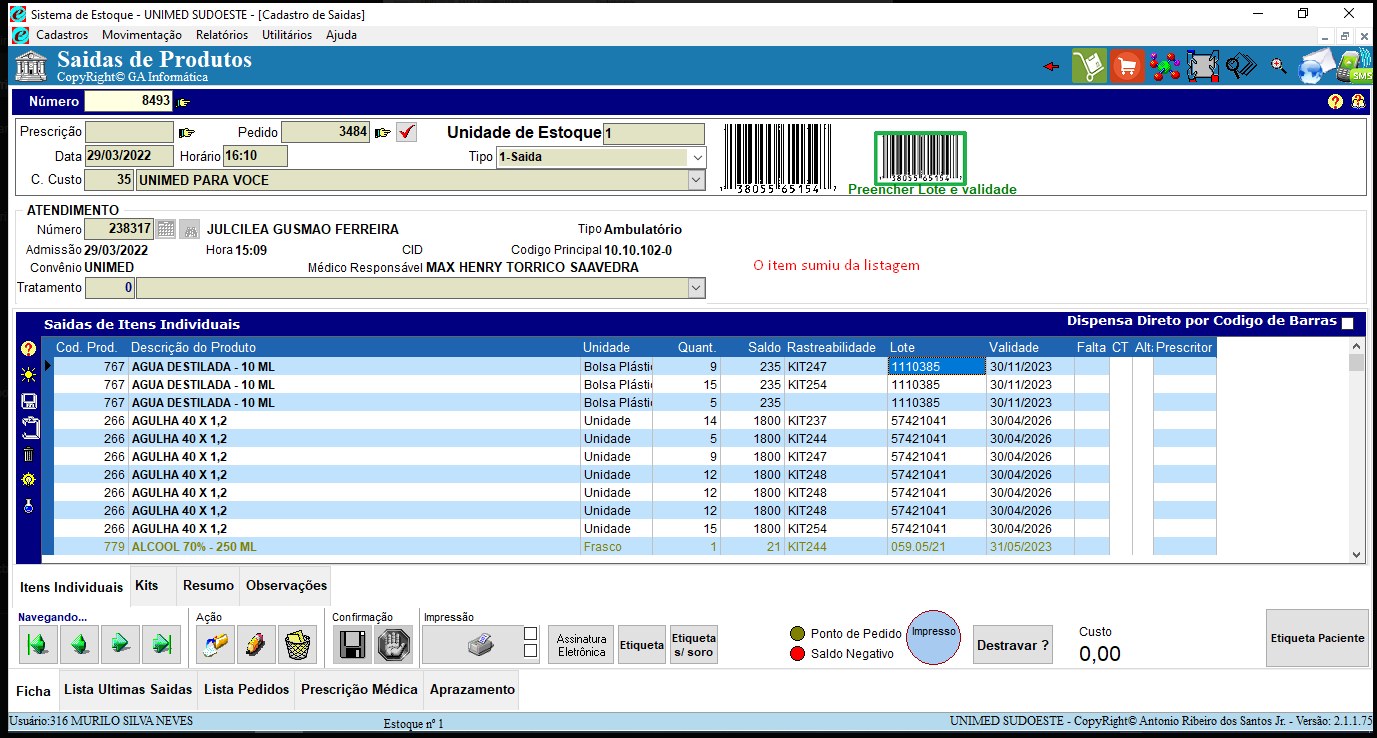 Sistema de Estoque - UNIMED SUDOESTE - [Cadastro de Saidas]
Cadastros Movimentação Relatórios Utilitários Ajuda
Saidas de Produtos
CopyRight© GA Informática
SMS
Número 8493
Prescrição Pedido 3484 Unidade de Estoque 1
Data 29/03/2022 Horário 16:10 Tipo 1-Saida
C. Custo 35 UNIMED PARA VOCE
38055 65154
38055 65154
Preencher Lote e validade
ATENDIMENTO
Número 238317 JULCILEA GUSMAO FERREIRA Tipo Ambulatório
Admissão 29/03/2022 Hora 15:09 CID Codigo Principal 10.10.102-0
Convênio UNIMED Médico Responsável MAX HENRY TORRICO SAAVEDRA
Tratamento 0
O item sumiu da listagem
Saidas de Itens Individuais Dispensa Direto por Codigo de Barras
Cod. Prod. Descrição do Produto Unidade Quant. Saldo Rastreabilidade Lote Validade Falta CT Alt Prescritor
767 AGUA DESTILADA - 10 ML Bolsa Plásti 9 235 KIT247 1110385 30/11/2023
767 AGUA DESTILADA - 10 ML Bolsa Plásti 15 235 KIT254 1110385 30/11/2023
767 AGUA DESTILADA - 10 ML Bolsa Plásti 5 235 1110385 30/11/2023
266 AGULHA 40 X 1,2 Unidade 14 1800 KIT237 57421041 30/04/2026
266 AGULHA 40 X 1,2 Unidade 5 1800 KIT244 57421041 30/04/2026
266 AGULHA 40 X 1,2 Unidade 9 1800 KIT247 57421041 30/04/2026
266 AGULHA 40 X 1,2 Unidade 12 1800 KIT248 57421041 30/04/2026
266 AGULHA 40 X 1,2 Unidade 12 1800 KIT248 57421041 30/04/2026
266 AGULHA 40 X 1,2 Unidade 12 1800 KIT248 57421041 30/04/2026
266 AGULHA 40 X 1,2 Unidade 15 1800 KIT254 57421041 30/04/2026
779 ALCOOL 70% - 250 ML Frasco 1 21 KIT244 059.05/21 31/05/2023
Itens Individuais Kits Resumo Observações
Navegando... Ação Confirmação Impressão
Assinatura Eletrônica
Etiqueta
Etiqueta s/ soro
Ponto de Pedido
Saldo Negativo
Impresso
Destravar ?
Custo
0,00
Etiqueta Paciente
Ficha Lista Ultimas Saidas Lista Pedidos Prescrição Médica Aprazamento
Usuário:316 MURILO SILVA NEVES Estoque nº 1 UNIMED SUDOESTE - CopyRight© Antonio Ribeiro dos Santos Jr. - Versão: 2.1.1.75